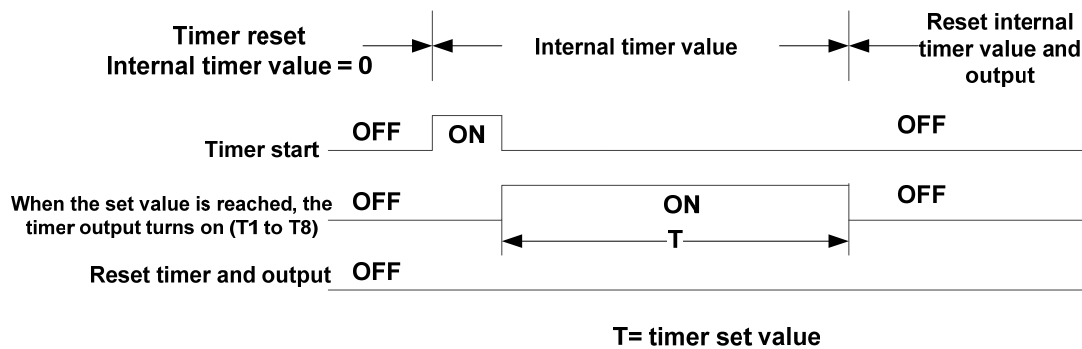 Timer reset
Internal timer value = 0
Internal timer value
Reset internal
timer value and
output
Timer start
OFF
ON
OFF
When the set value is reached, the
timer output turns on (T1 to T8)
OFF
ON
OFF
T
Reset timer and output
OFF
T= timer set value